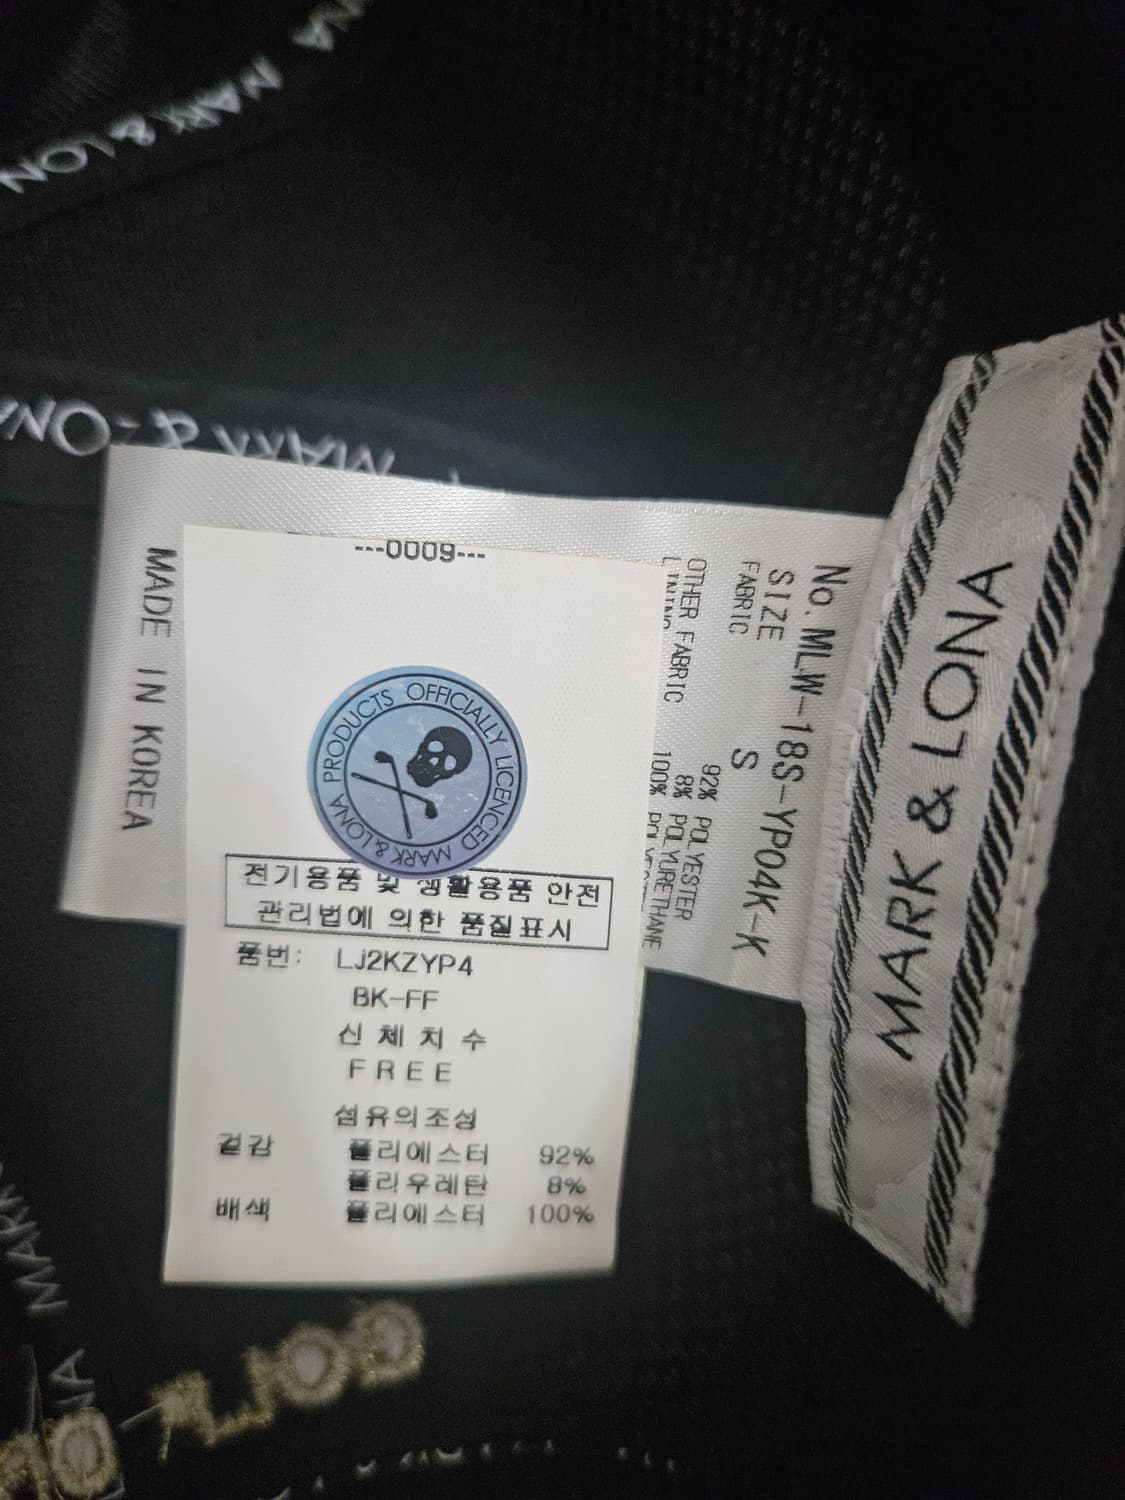 MARK & LONA
No. MLW-18S-YP04K-K
SIZE S
FABRIC
92% POLYESTER
8% POLYURETHANE
OTHER FABRIC
100%
MADE IN KOREA
---0009---
PRODUCTS OFFICIALLY LICENCED MARK & LONA
전기용품 및 생활용품 안전
관리법에 의한 품질표시
품번: LJ2KZYP4
BK-FF
신 체 치 수
F R E E
섬유의조성
겉감 폴리에스터 92%
폴리우레탄 8%
배색 폴리에스터 100%
MARK & LON
MARK & LONA